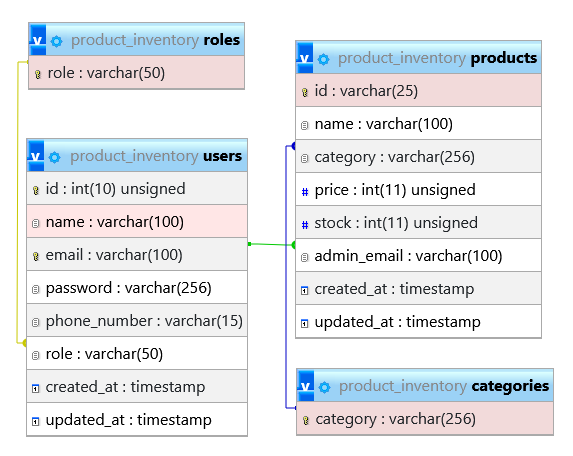 product_inventory roles
role : varchar(50)
product_inventory users
id : int(10) unsigned
name : varchar(100)
email : varchar(100)
password : varchar(256)
phone_number : varchar(15)
role : varchar(50)
created_at : timestamp
updated_at : timestamp
product_inventory products
id : varchar(25)
name : varchar(100)
category : varchar(256)
# price : int(11) unsigned
# stock : int(11) unsigned
admin_email : varchar(100)
created_at : timestamp
updated_at : timestamp
product_inventory categories
category : varchar(256)